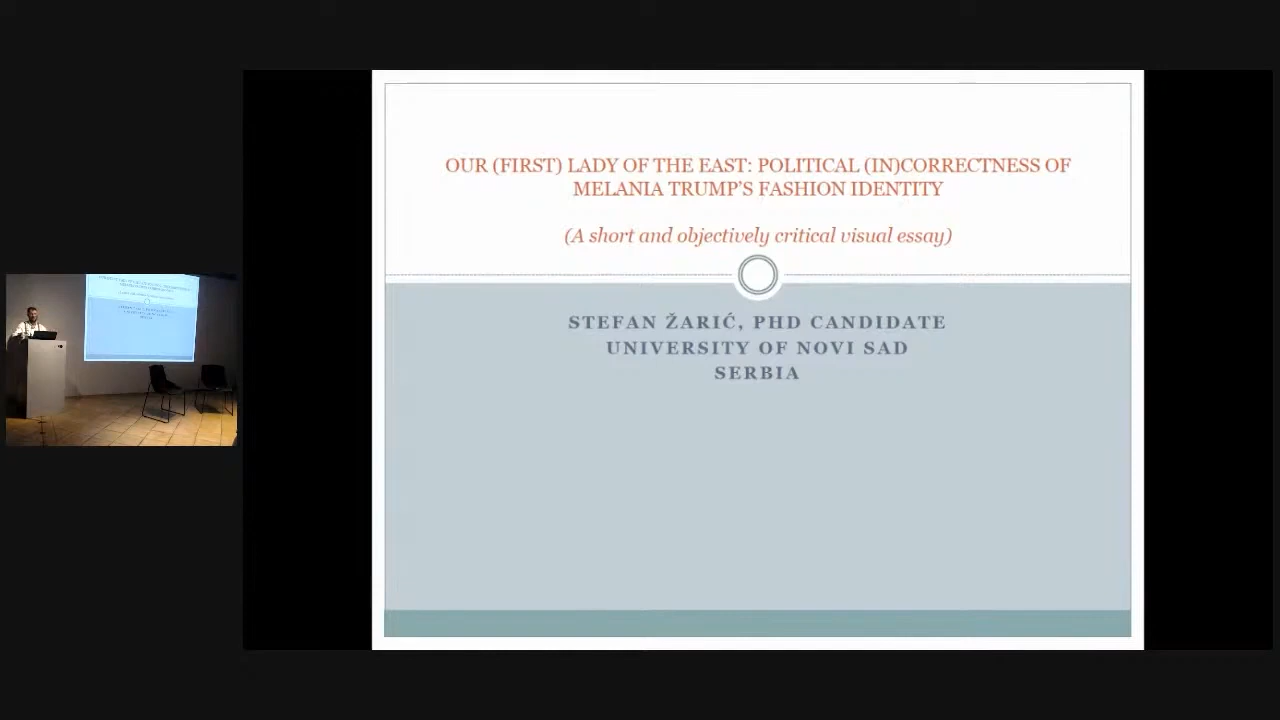 OUR (FIRST) LADY OF THE EAST: POLITICAL (IN)CORRECTNESS OF
MELANIA TRUMP'S FASHION IDENTITY
(A short and objectively critical visual essay)
STEFAN ŽARIĆ, PHD CANDIDATE
UNIVERSITY OF NOVI SAD
SERBIA